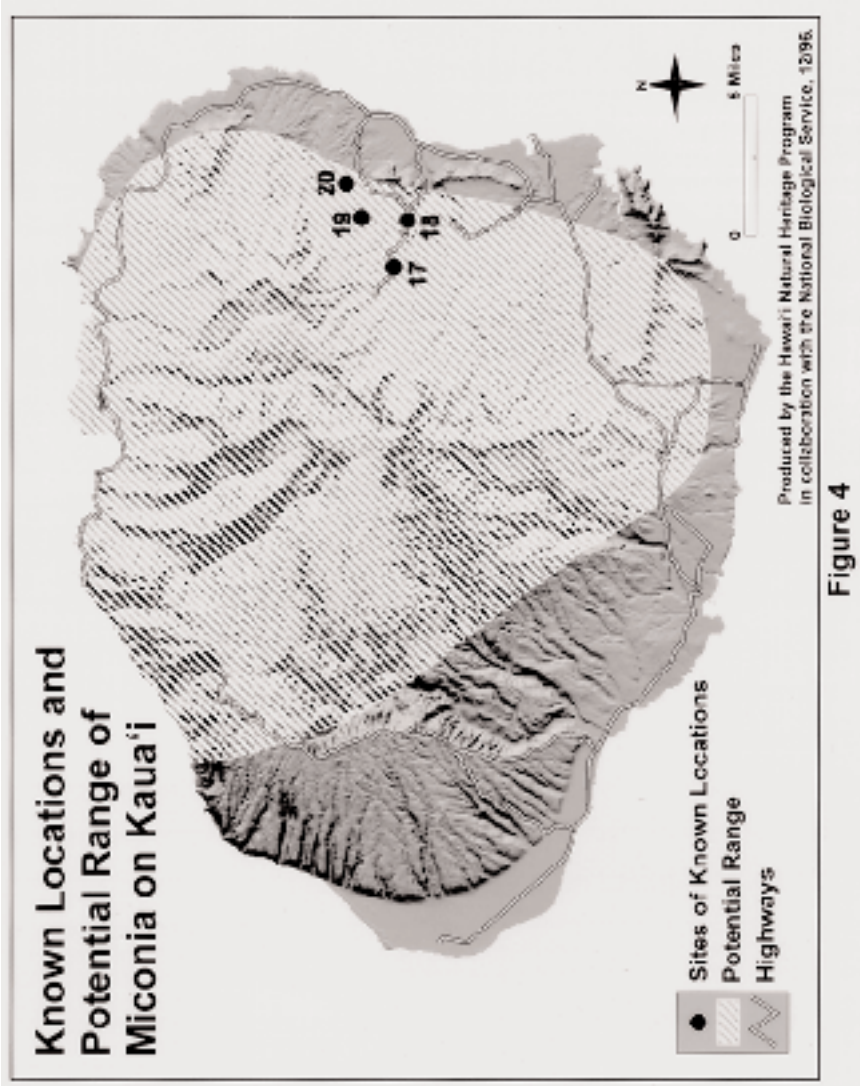 Known Locations and
Potential Range of
Miconia on Kaua‘i
20
19
18
17
N
0 5 Miles
Sites of Known Locations
Potential Range
Highways
Produced by the Hawai‘i Natural Heritage Program
in collaboration with the National Biological Service, 12/96.
Figure 4